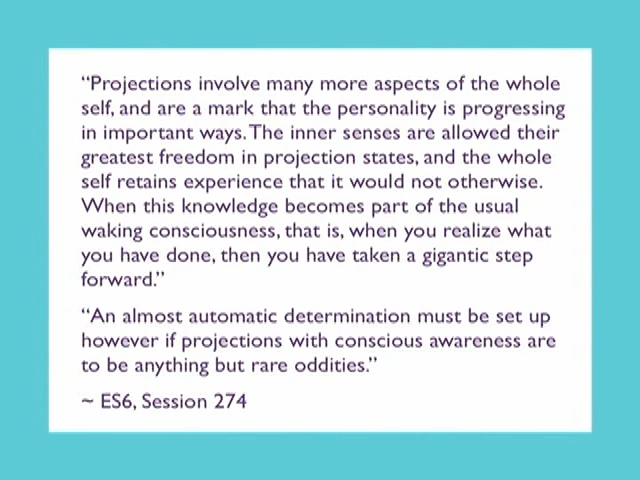 “Projections involve many more aspects of the whole
self, and are a mark that the personality is progressing
in important ways. The inner senses are allowed their
greatest freedom in projection states, and the whole
self retains experience that it would not otherwise.
When this knowledge becomes part of the usual
waking consciousness, that is, when you realize what
you have done, then you have taken a gigantic step
forward.”
“An almost automatic determination must be set up
however if projections with conscious awareness are
to be anything but rare oddities.”
~ ES6, Session 274